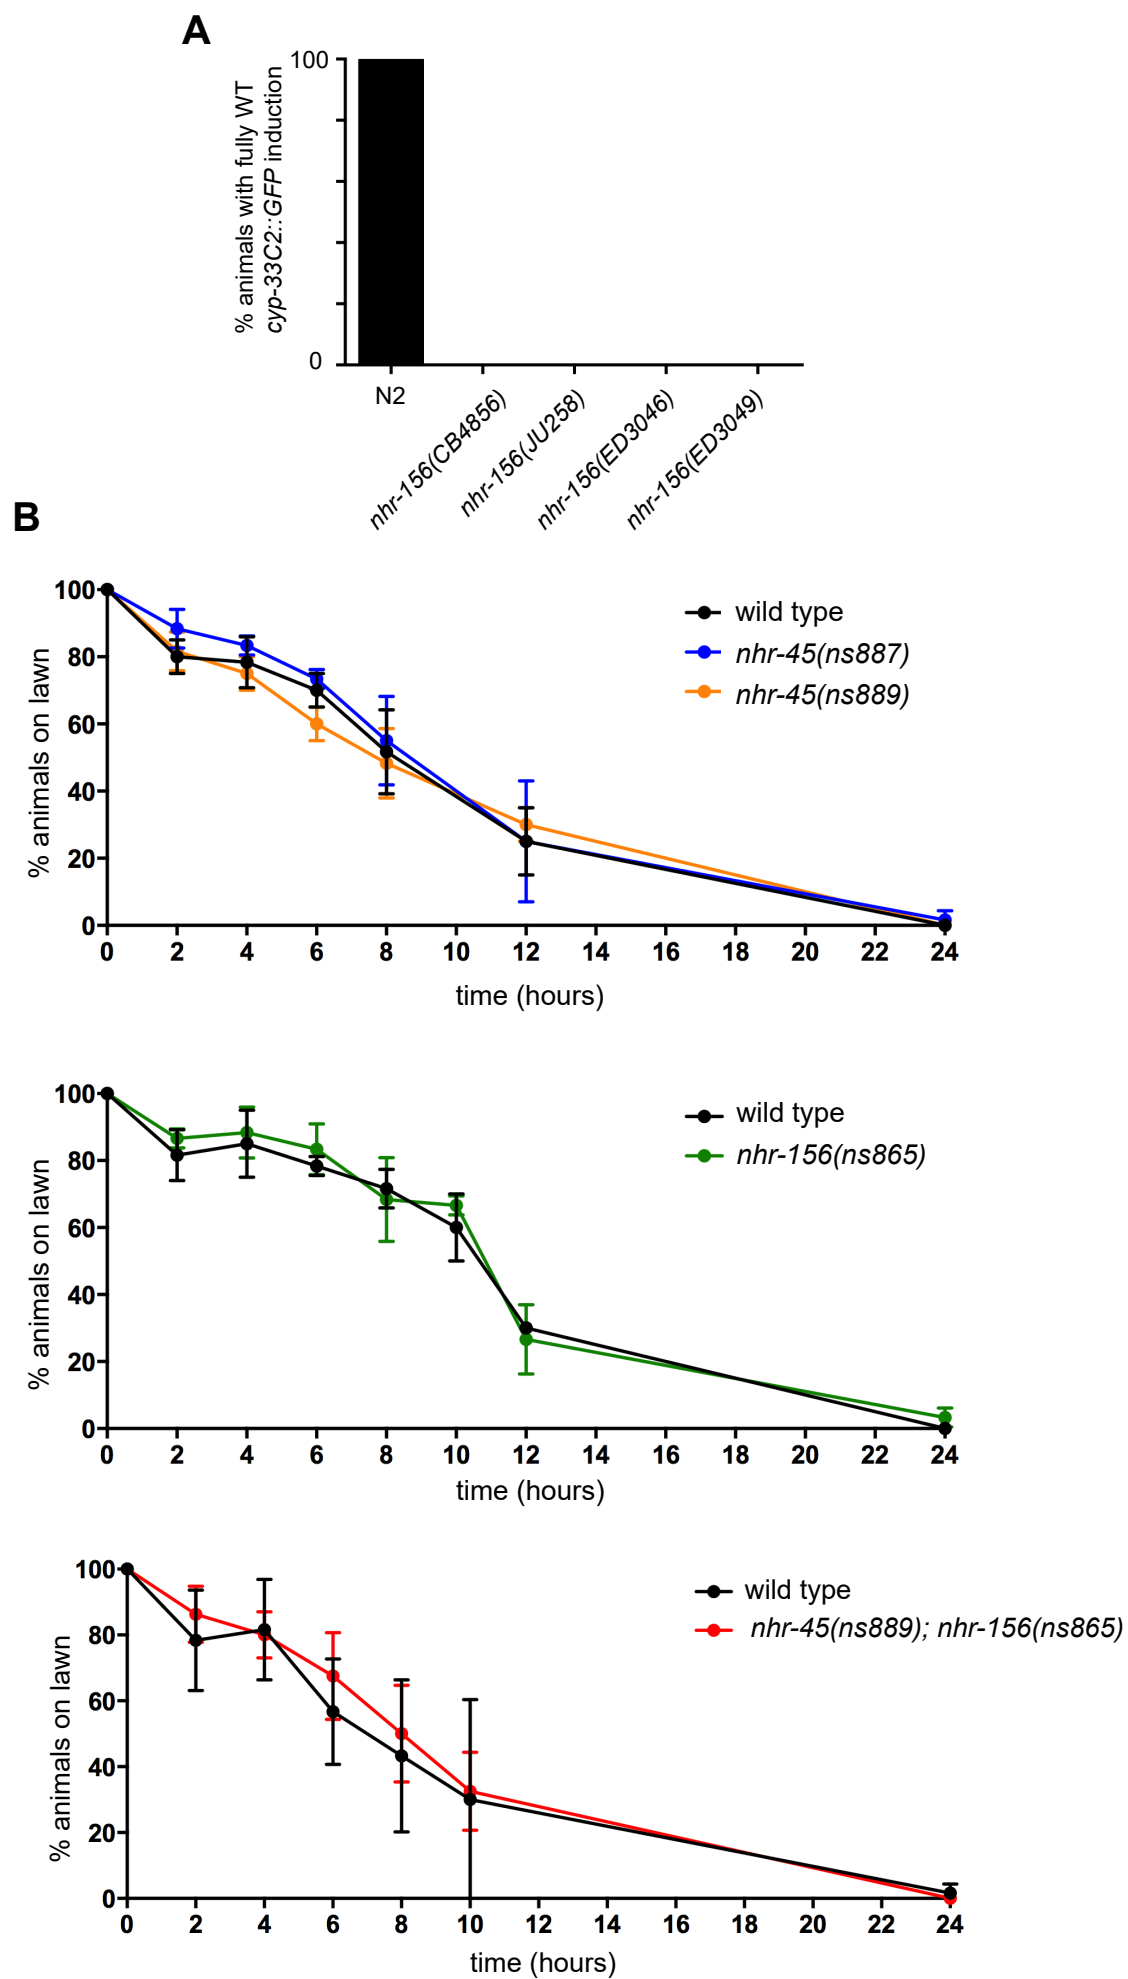 A
% animals with fully WT
cyp-33C2::GFP induction
100
0
N2
nhr-156(CB4856)
nhr-156(JU258)
nhr-156(ED3046)
nhr-156(ED3049)
B
% animals on lawn
100
80
60
40
20
0
0 2 4 6 8 10 12 14 16 18 20 22 24
time (hours)
wild type
nhr-45(ns887)
nhr-45(ns889)
% animals on lawn
100
80
60
40
20
0
0 2 4 6 8 10 12 14 16 18 20 22 24
time (hours)
wild type
nhr-156(ns865)
% animals on lawn
100
80
60
40
20
0
0 2 4 6 8 10 12 14 16 18 20 22 24
time (hours)
wild type
nhr-45(ns889); nhr-156(ns865)